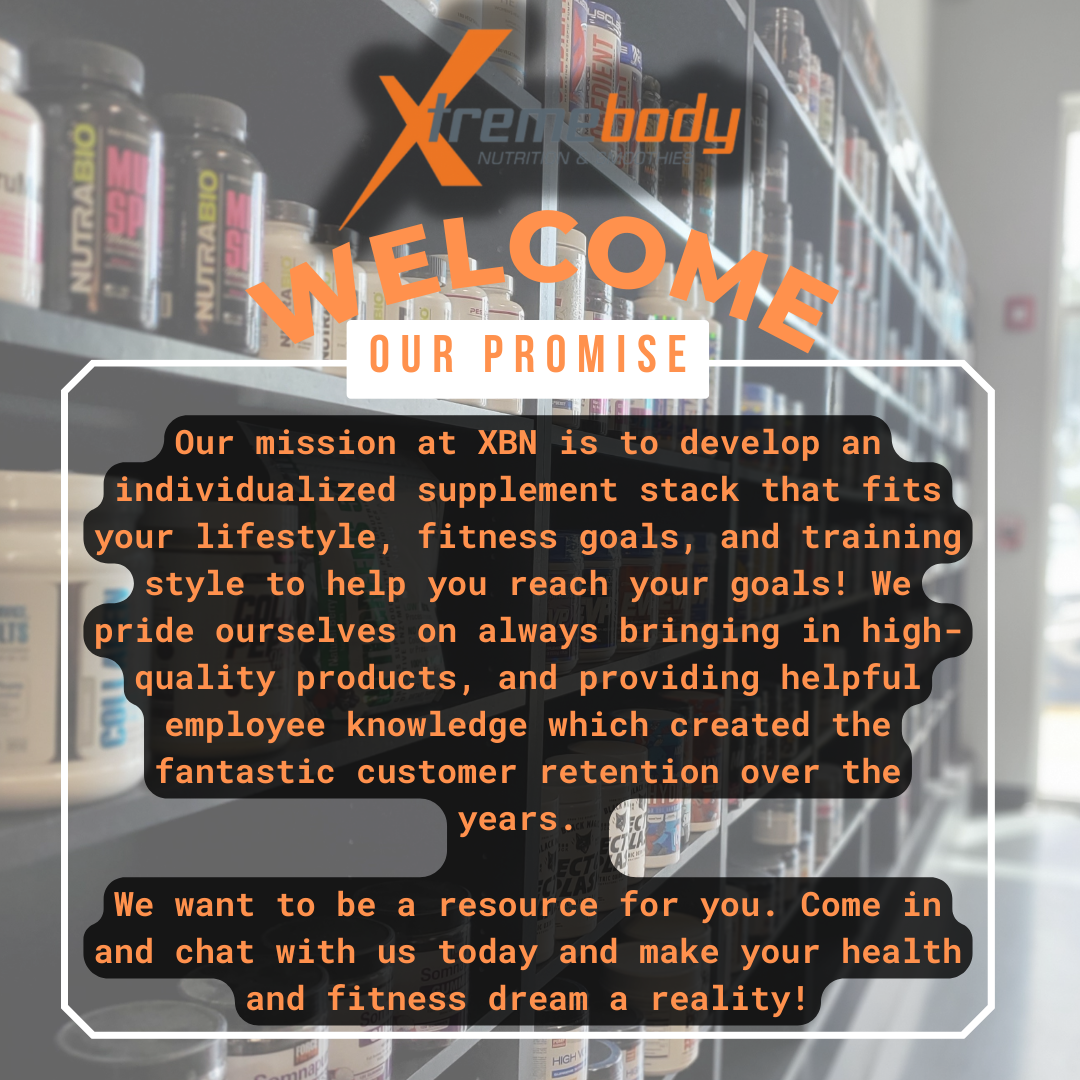 Xtremebody
NUTRITION & SMOOTHIES
WELCOME
OUR PROMISE
Our mission at XBN is to develop an
individualized supplement stack that fits
your lifestyle, fitness goals, and training
style to help you reach your goals! We
pride ourselves on always bringing in high-
quality products, and providing helpful
employee knowledge which created the
fantastic customer retention over the
years.
We want to be a resource for you. Come in
and chat with us today and make your health
and fitness dream a reality!
NUTRABIO
NUTRABIO